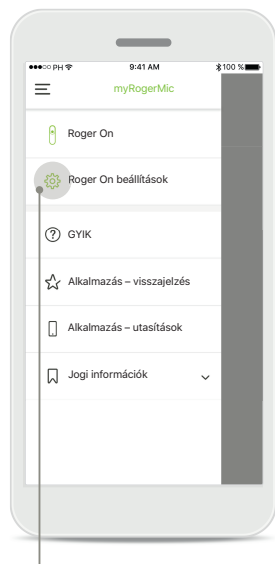 PH 9:41 AM 100 %
myRogerMic
Roger On
Roger On beállítások
GYIK
Alkalmazás – visszajelzés
Alkalmazás – utasítások
Jogi információk